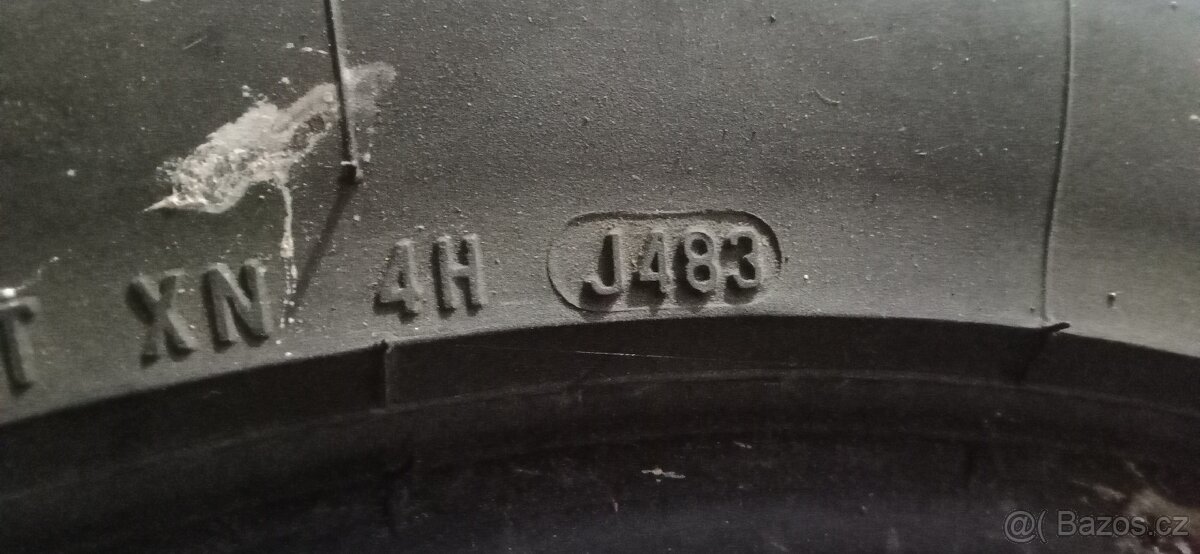 T XN 4H J483
@( Bazos.cz